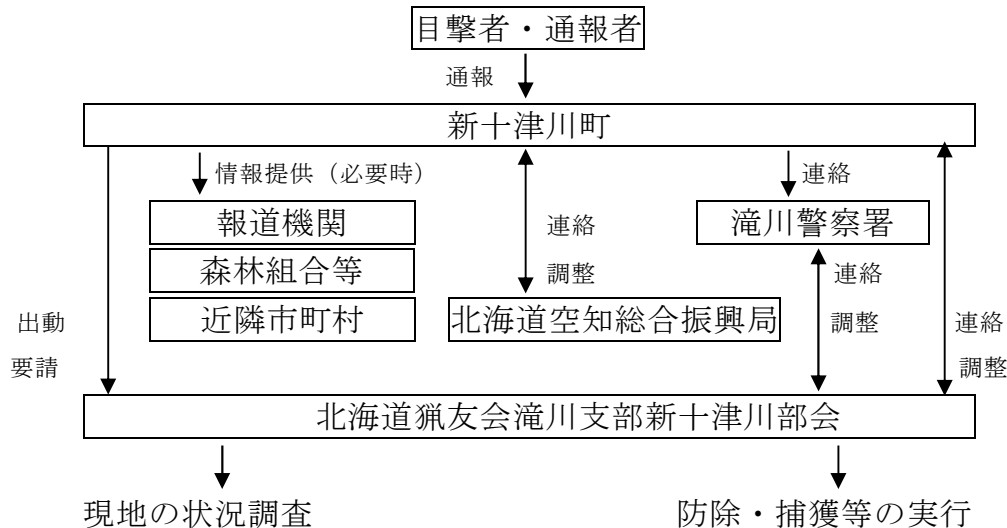 目撃者・通報者
通報
新十津川町
情報提供（必要時）
連絡
報道機関
連絡
滝川警察署
森林組合等
調整
連絡
出動
近隣市町村
北海道空知総合振興局
調整
連絡
要請
調整
北海道猟友会滝川支部新十津川部会
現地の状況調査
防除・捕獲等の実行